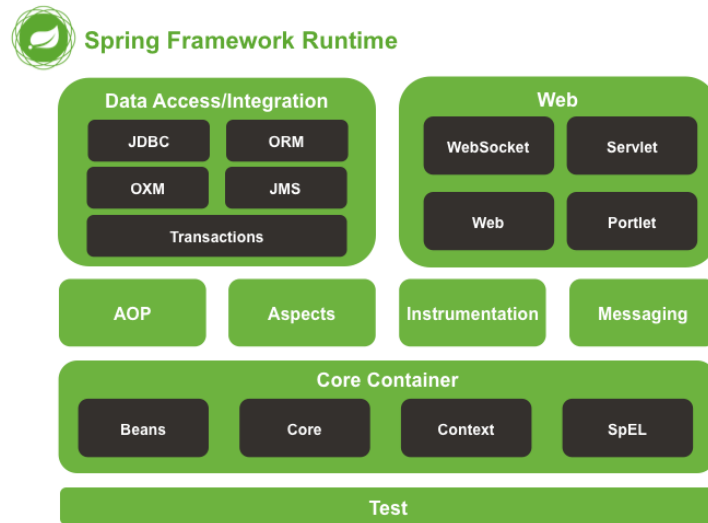 Spring Framework Runtime
Data Access/Integration
JDBC
ORM
OXM
JMS
Transactions
Web
WebSocket
Servlet
Web
Portlet
AOP
Aspects
Instrumentation
Messaging
Core Container
Beans
Core
Context
SpEL
Test